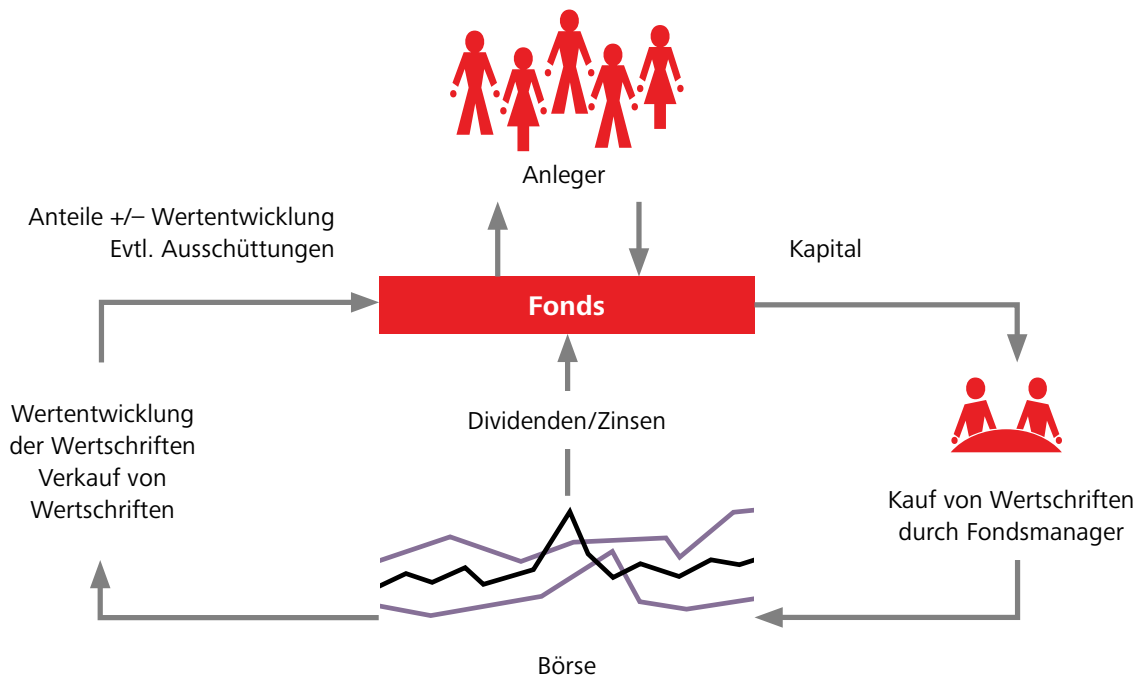 Anleger
Anteile +/– Wertentwicklung
Evtl. Ausschüttungen
Kapital
Fonds
Wertentwicklung
der Wertschriften
Verkauf von
Wertschriften
Dividenden/Zinsen
Kauf von Wertschriften
durch Fondsmanager
Börse